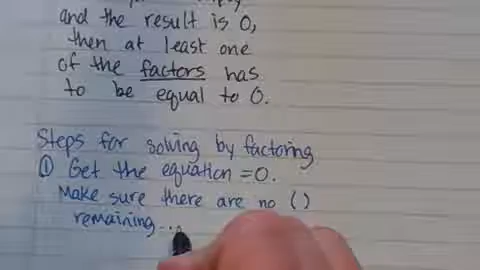 and the result is 0,
then at least one
of the factors has
to be equal to 0.
Steps for solving by factoring
① Get the equation = 0.
Make sure there are no ( )
remaining...